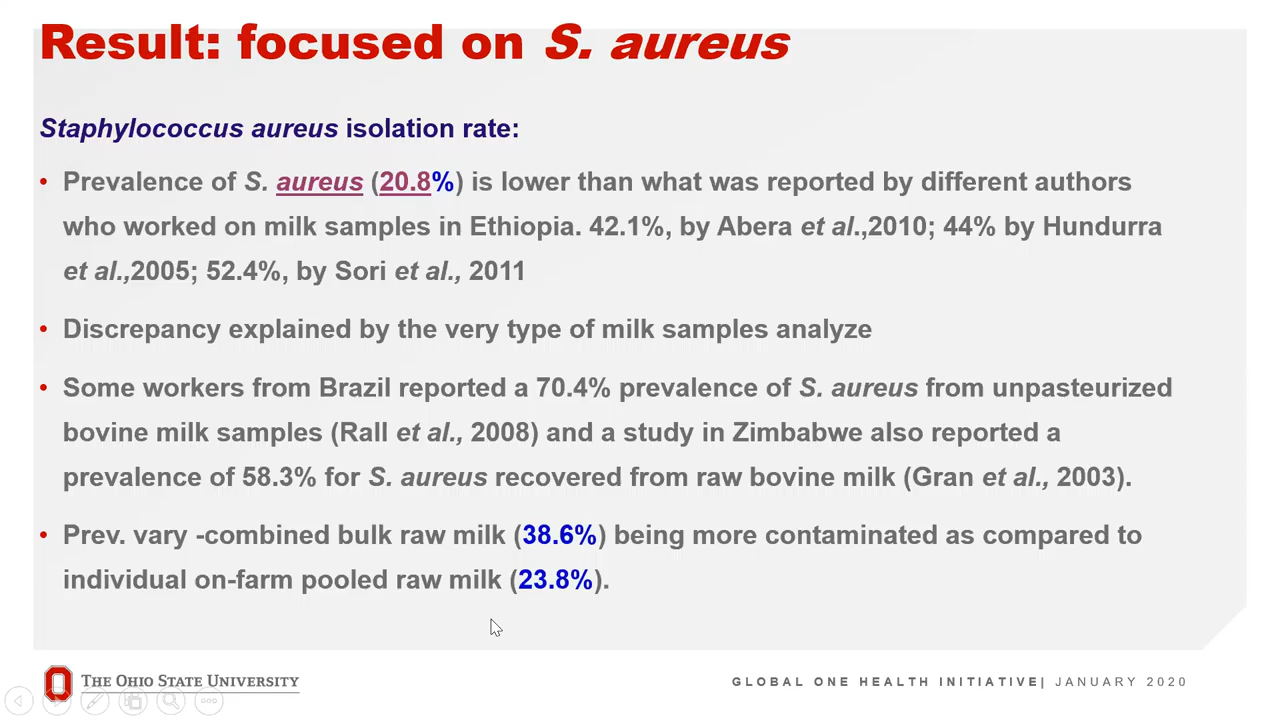 Result: focused on S. aureus
Staphylococcus aureus isolation rate:
• Prevalence of S. aureus (20.8%) is lower than what was reported by different authors
who worked on milk samples in Ethiopia. 42.1%, by Abera et al.,2010; 44% by Hundurra
et al.,2005; 52.4%, by Sori et al., 2011
• Discrepancy explained by the very type of milk samples analyze
• Some workers from Brazil reported a 70.4% prevalence of S. aureus from unpasteurized
bovine milk samples (Rall et al., 2008) and a study in Zimbabwe also reported a
prevalence of 58.3% for S. aureus recovered from raw bovine milk (Gran et al., 2003).
• Prev. vary -combined bulk raw milk (38.6%) being more contaminated as compared to
individual on-farm pooled raw milk (23.8%).
THE OHIO STATE UNIVERSITY
GLOBAL ONE HEALTH INITIATIVE| JANUARY 2020